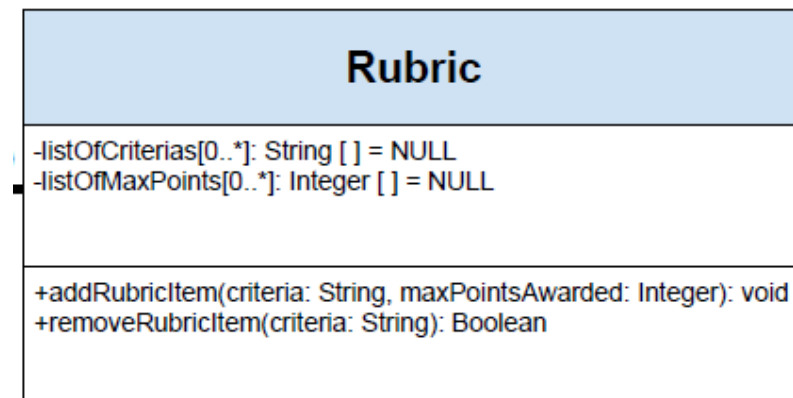 Rubric
-listOfCriterias[0..*]: String [ ] = NULL
-listOfMaxPoints[0..*]: Integer [ ] = NULL
+addRubricItem(criteria: String, maxPointsAwarded: Integer): void
+removeRubricItem(criteria: String): Boolean